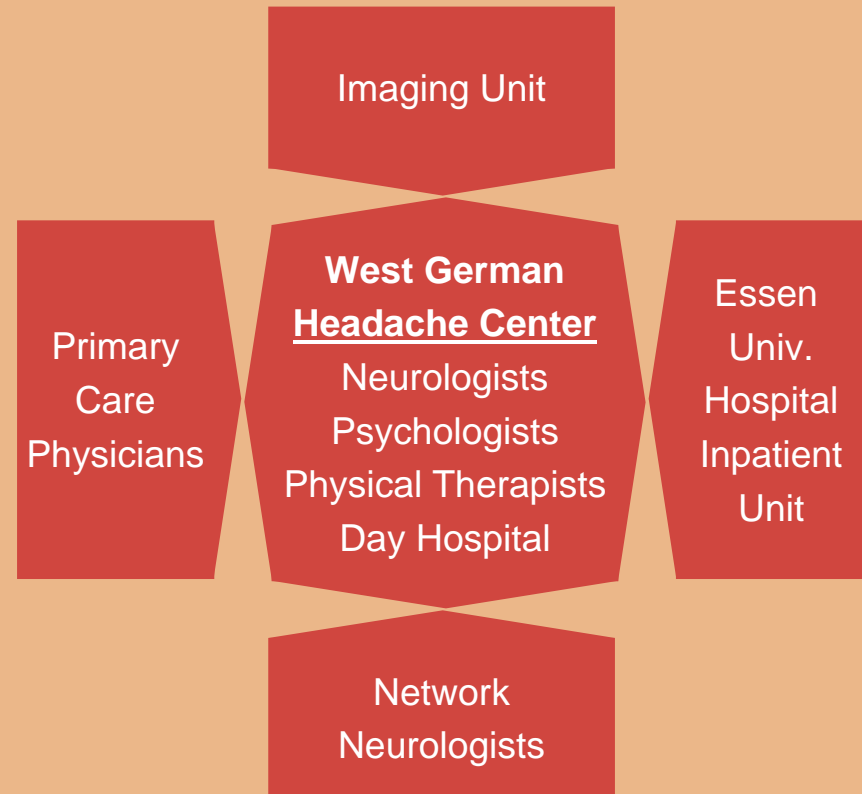 Imaging Unit
Primary
Care
Physicians
West German
Headache Center
Neurologists
Psychologists
Physical Therapists
Day Hospital
Essen
Univ.
Hospital
Inpatient
Unit
Network
Neurologists